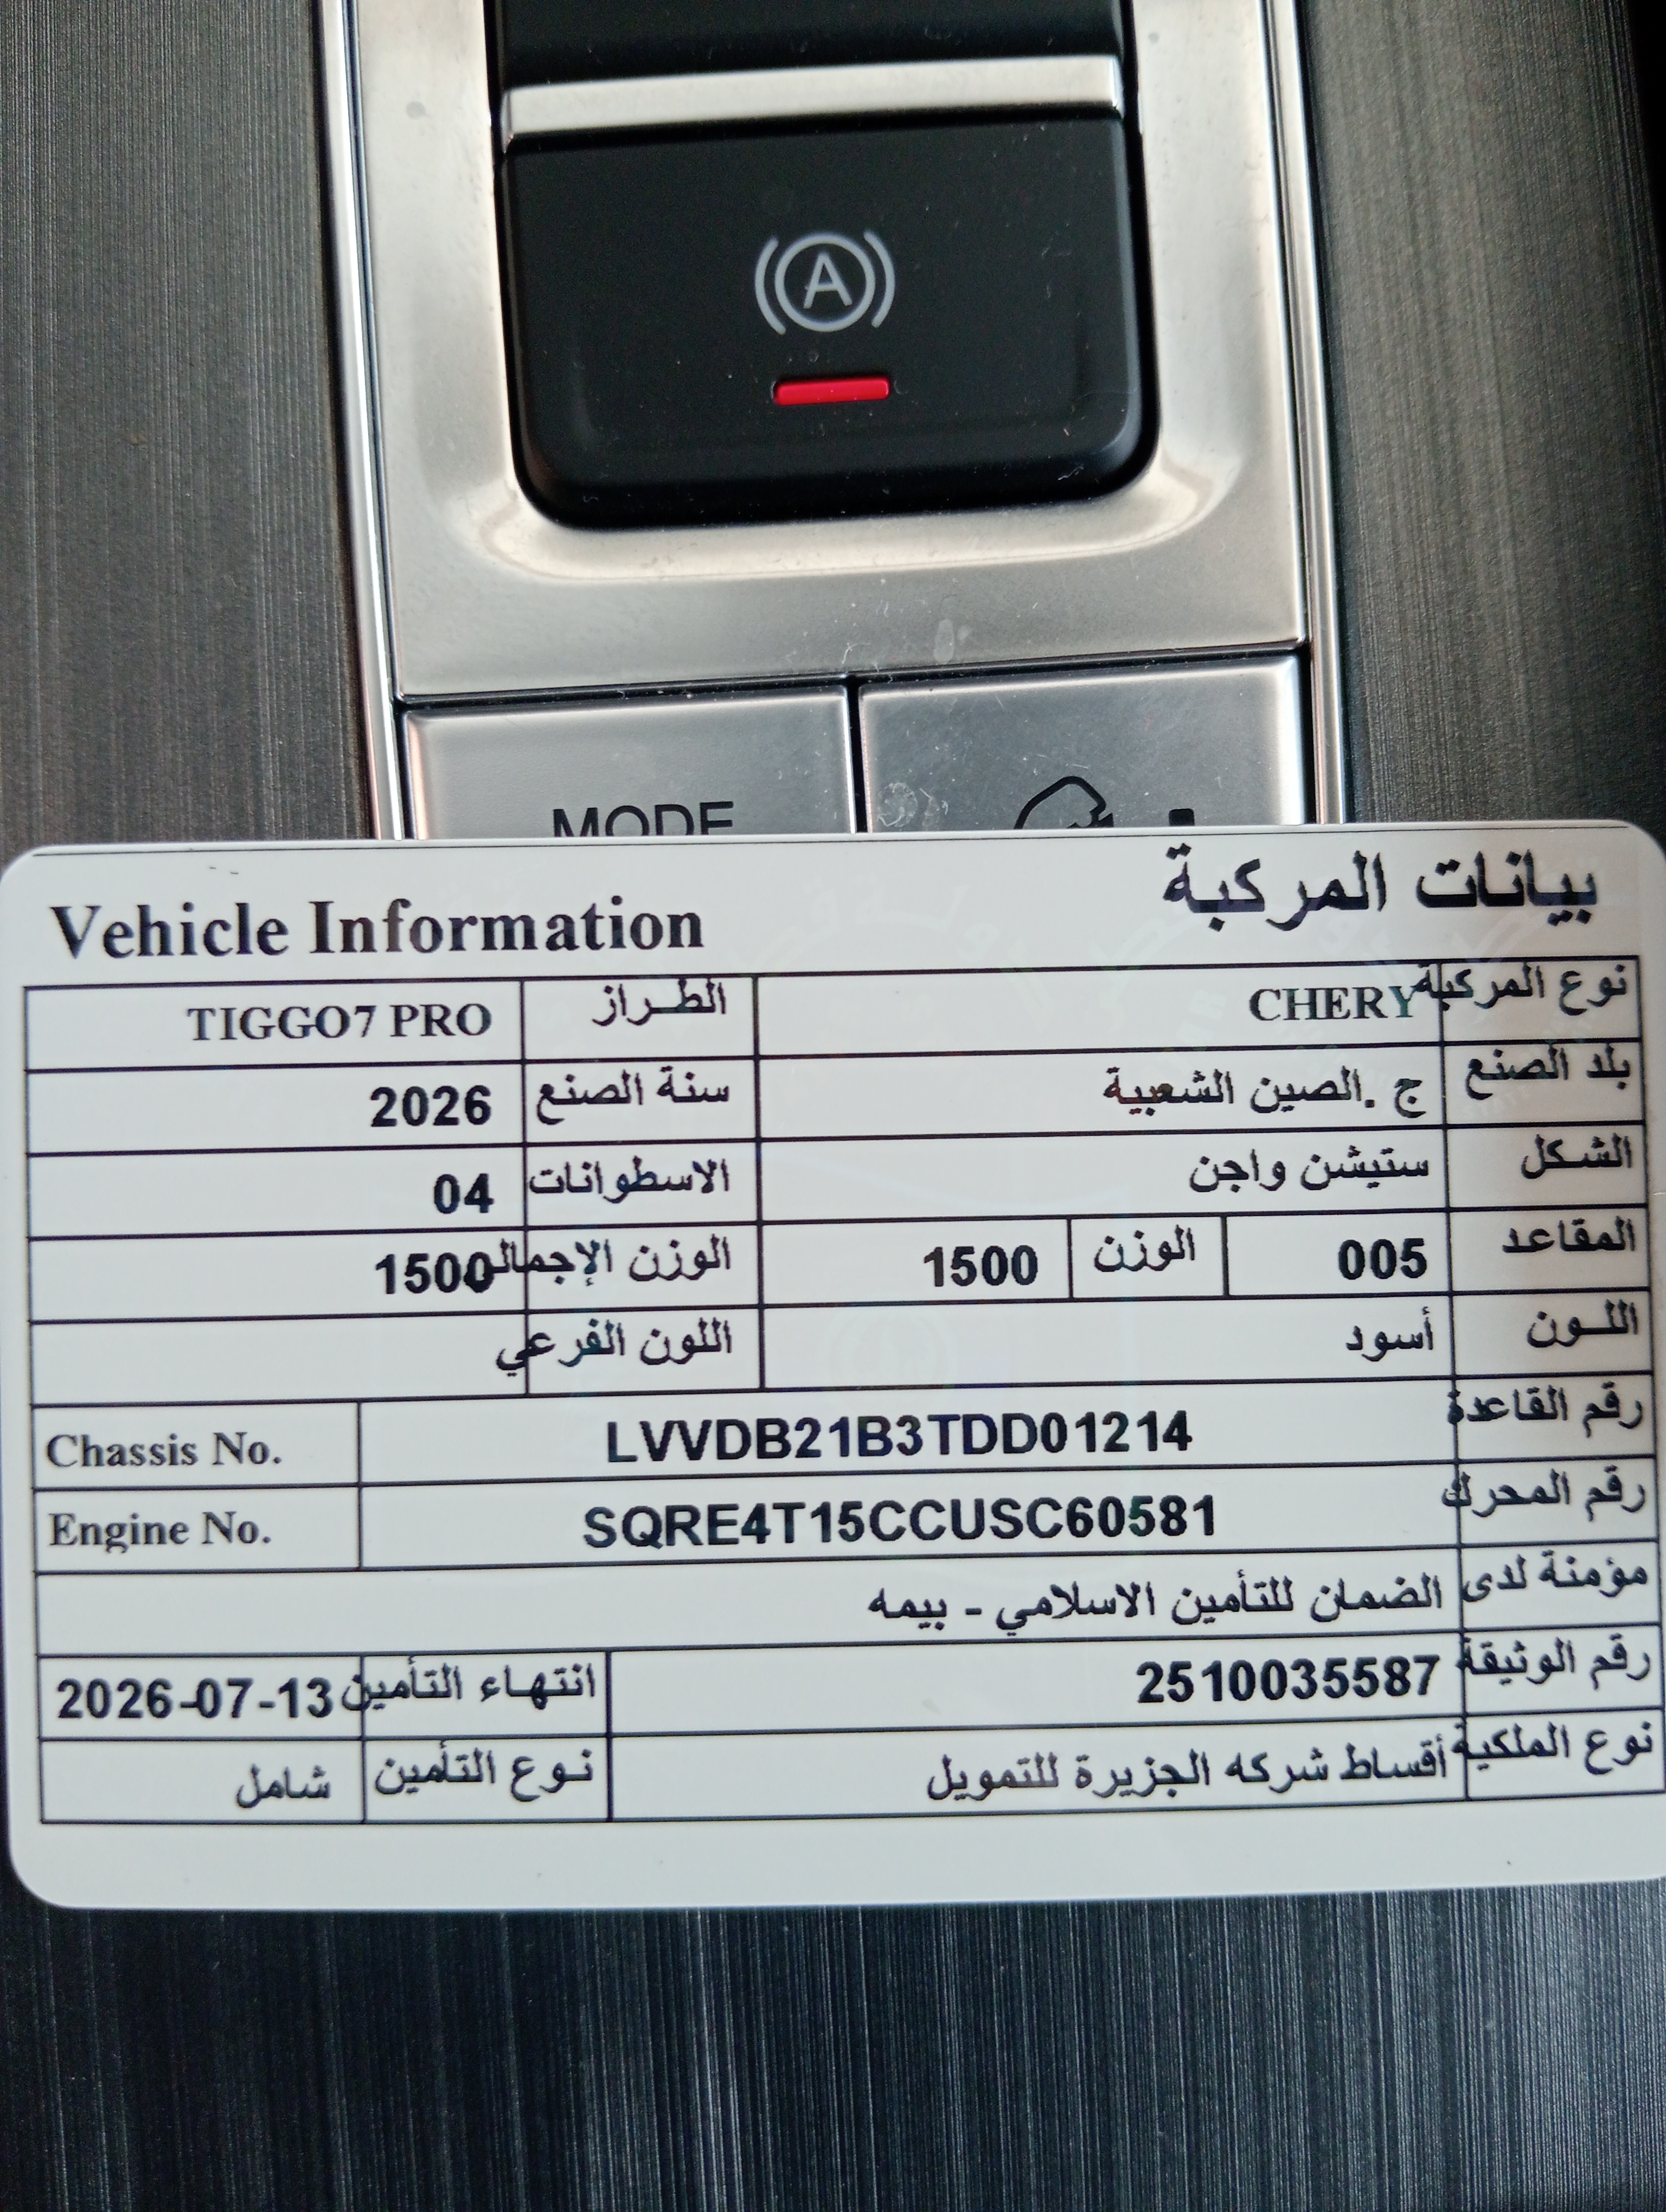 A
MODE
بيانات المركبة Vehicle Information
نوع المركبة CHERY الطراز TIGGO7 PRO
بلد الصنع ج .الصين الشعبية سنة الصنع 2026
الشكل ستيشن واجن الاسطوانات 04
المقاعد 005 الوزن 1500 الوزن الإجمالي 1500
اللون أسود اللون الفرعي
رقم القاعدة LVVDB21B3TDD01214 Chassis No.
رقم المحرك SQRE4T15CCUSC60581 Engine No.
مؤمنة لدى الضمان للتأمين الاسلامي - بيمه
رقم الوثيقة 2510035587 انتهاء التأمين 2026-07-13
نوع الملكية أقساط شركه الجزيرة للتمويل نوع التأمين شامل